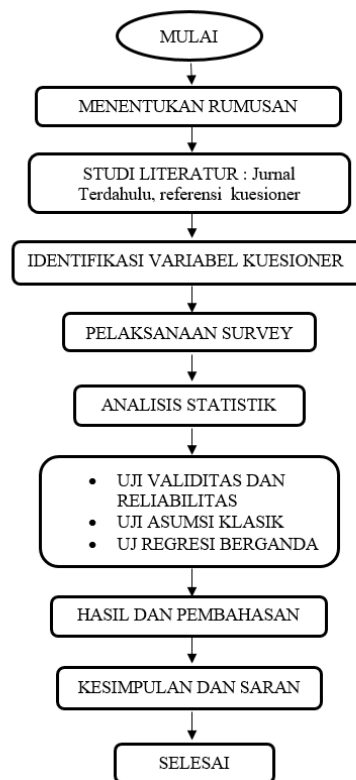 MULAI
MENENTUKAN RUMUSAN
STUDI LITERATUR : Jurnal
Terdahulu, referensi kuesioner
IDENTIFIKASI VARIABEL KUESIONER
PELAKSANAAN SURVEY
ANALISIS STATISTIK
• UJI VALIDITAS DAN
RELIABILITAS
• UJI ASUMSI KLASIK
• UJ REGRESI BERGANDA
HASIL DAN PEMBAHASAN
KESIMPULAN DAN SARAN
SELESAI